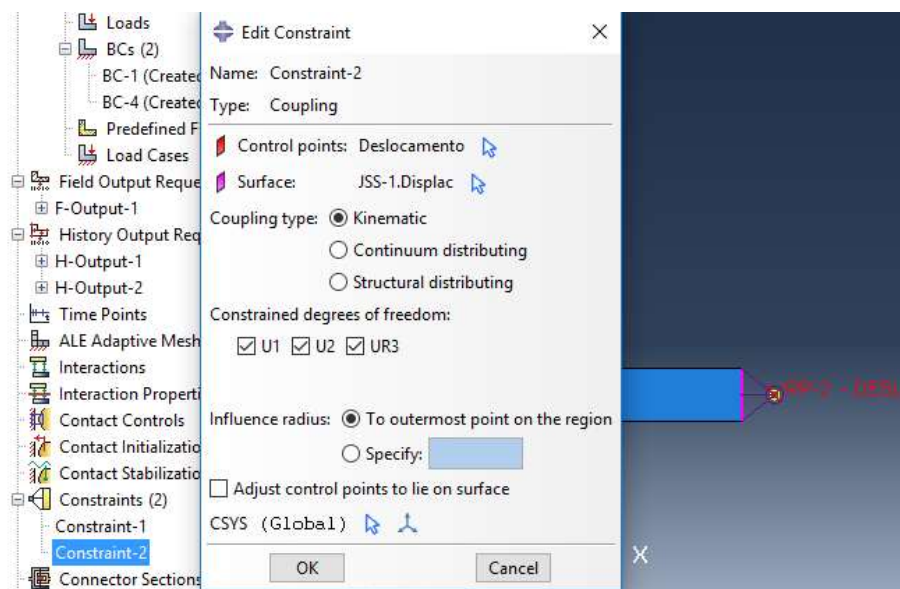 Loads
BCs (2)
BC-1 (Created
BC-4 (Created
Predefined F
Load Cases
Field Output Reque
F-Output-1
History Output Req
H-Output-1
H-Output-2
Time Points
ALE Adaptive Mesh
Interactions
Interaction Properti
Contact Controls
Contact Initializatio
Contact Stabilizatio
Constraints (2)
Constraint-1
Constraint-2
Connector Sections
Edit Constraint
Name: Constraint-2
Type: Coupling
Control points: Deslocamento
Surface: JSS-1.Displac
Coupling type: Kinematic
Continuum distributing
Structural distributing
Constrained degrees of freedom:
U1 U2 UR3
Influence radius: To outermost point on the region
Specify:
Adjust control points to lie on surface
CSYS (Global)
OK Cancel
X